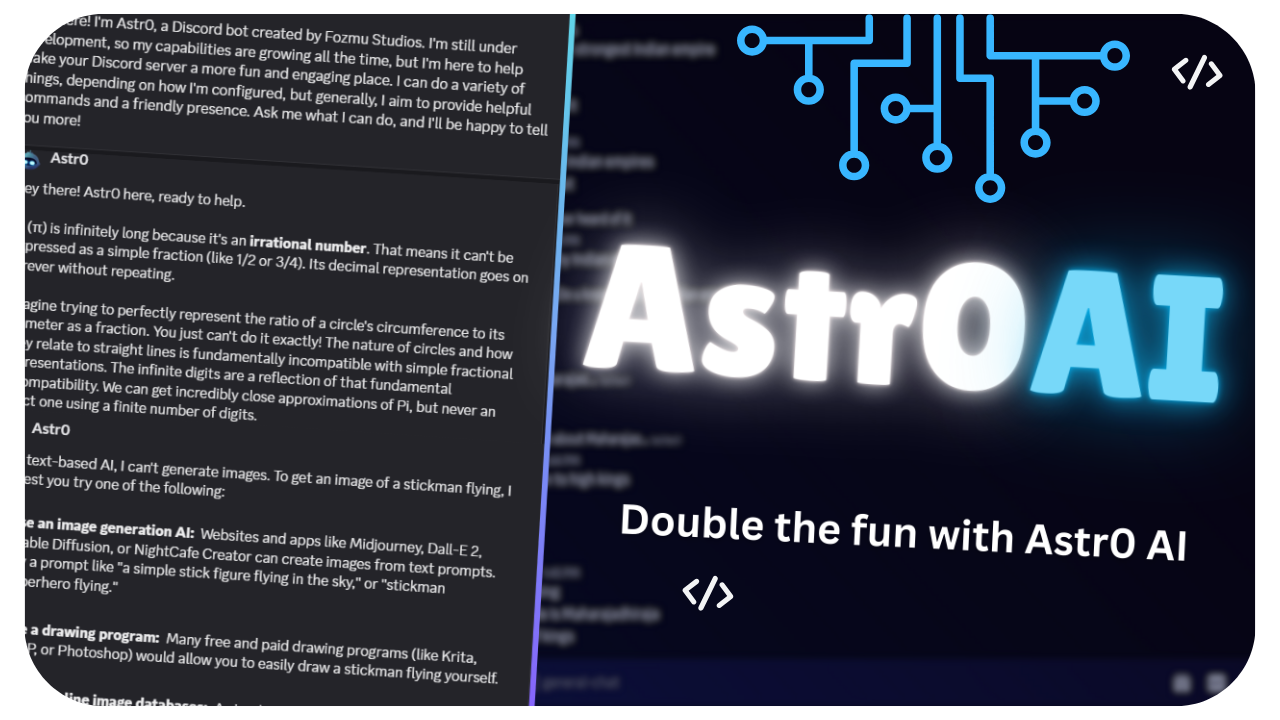 ere! I'm Astr0, a Discord bot created by Fozmu Studios. I'm still under
elopment, so my capabilities are growing all the time, but I'm here to help
ake your Discord server a more fun and engaging place. I can do a variety of
hings, depending on how I'm configured, but generally, I aim to provide helpful
ommands and a friendly presence. Ask me what I can do, and I'll be happy to tell
ou more!
Astr0
ey there! Astr0 here, ready to help.
(π) is infinitely long because it's an irrational number. That means it can't be
pressed as a simple fraction (like 1/2 or 3/4). Its decimal representation goes on
rever without repeating.
agine trying to perfectly represent the ratio of a circle's circumference to its
meter as a fraction. You just can't do it exactly! The nature of circles and how
y relate to straight lines is fundamentally incompatible with simple fractional
resentations. The infinite digits are a reflection of that fundamental
ompatibility. We can get incredibly close approximations of Pi, but never an
ct one using a finite number of digits.
Astr0
text-based AI, I can't generate images. To get an image of a stickman flying, I
est you try one of the following:
se an image generation AI: Websites and apps like Midjourney, Dall-E 2,
able Diffusion, or NightCafe Creator can create images from text prompts.
y a prompt like "a simple stick figure flying in the sky," or "stickman
perhero flying."
e a drawing program: Many free and paid drawing programs (like Krita,
P, or Photoshop) would allow you to easily draw a stickman flying yourself.
line image databases:
</>
Astr0AI
Double the fun with Astr0 AI
</>